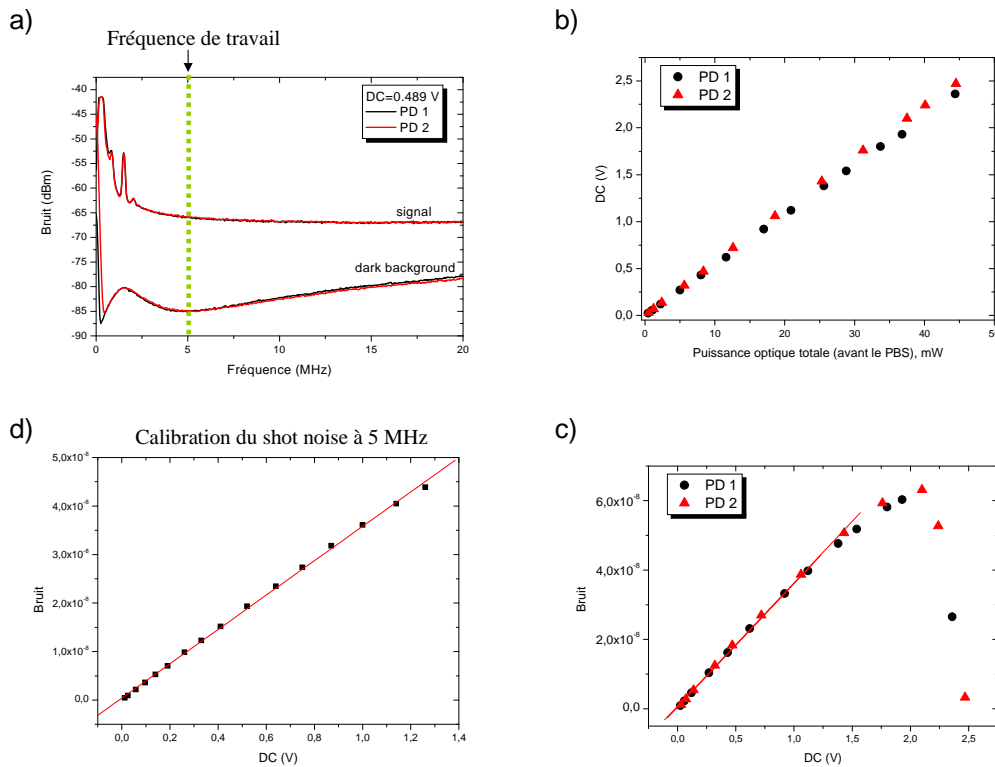 a)
Fréquence de travail
-40
-45
-50
-55
-60
-65
-70
-75
-80
-85
-90
Bruit (dBm)
DC=0.489 V
PD 1
PD 2
signal
dark background
0 5 10 15 20
Fréquence (MHz)
b)
PD 1
PD 2
2,5
2,0
1,5
1,0
0,5
0,0
DC (V)
0 10 20 30 40 50
Puissance optique totale (avant le PBS), mW
d)
Calibration du shot noise à 5 MHz
5,0x10⁻⁸
4,0x10⁻⁸
3,0x10⁻⁸
2,0x10⁻⁸
1,0x10⁻⁸
0,0
Bruit
0,0 0,2 0,4 0,6 0,8 1,0 1,2 1,4
DC (V)
c)
PD 1
PD 2
6,0x10⁻⁸
4,0x10⁻⁸
2,0x10⁻⁸
0,0
Bruit
0,0 0,5 1,0 1,5 2,0 2,5
DC (V)